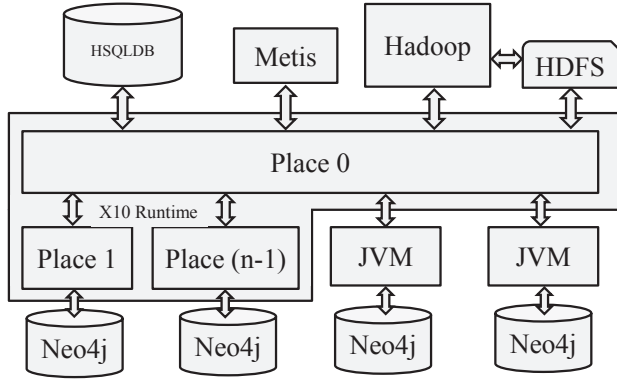 HSQLDB
Metis
Hadoop
HDFS
Place 0
X10 Runtime
Place 1
Place (n-1)
JVM
JVM
Neo4j
Neo4j
Neo4j
Neo4j